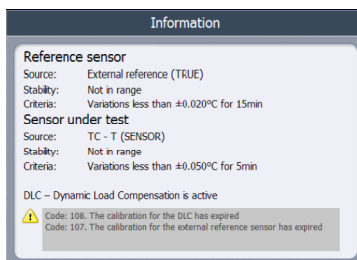 Information
Reference sensor
Source: External reference (TRUE)
Stability: Not in range
Criteria: Variations less than ±0.020ºC for 15min
Sensor under test
Source: TC - T (SENSOR)
Stability: Not in range
Criteria: Variations less than ±0.050ºC for 5min
DLC – Dynamic Load Compensation is active
Code: 108. The calibration for the DLC has expired
Code: 107. The calibration for the external reference sensor has expired